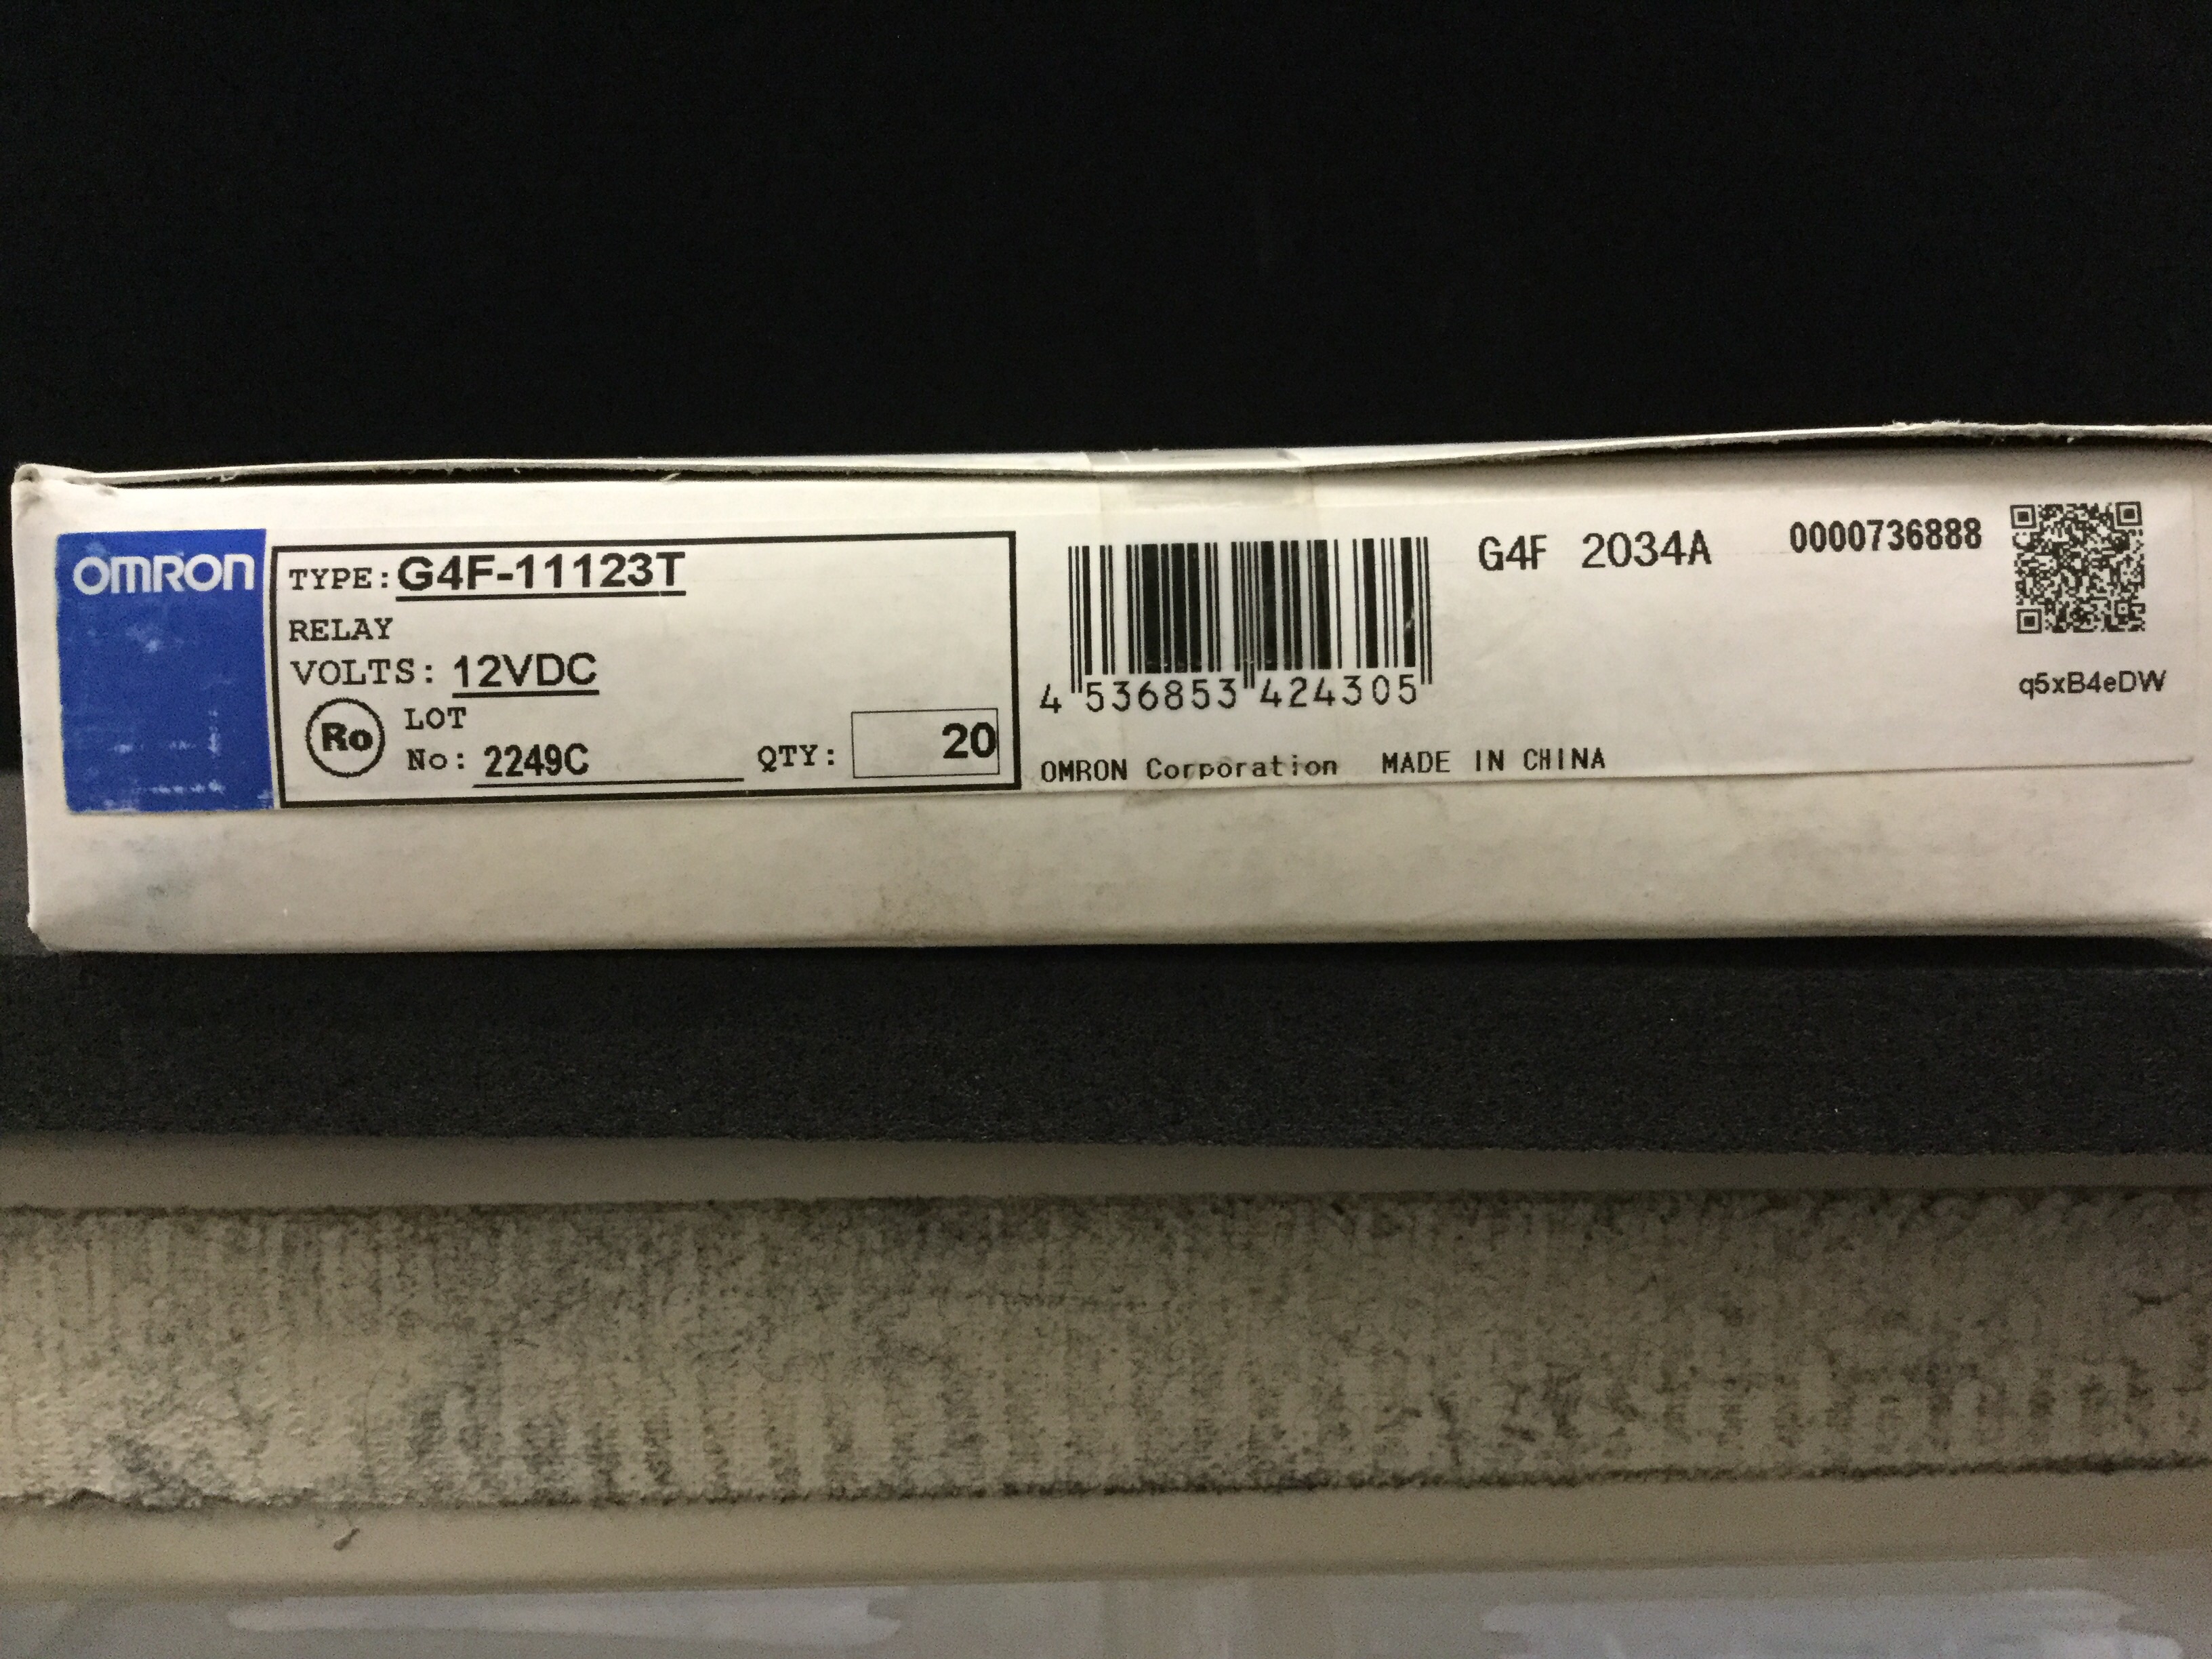 OMRON
TYPE: G4F-11123T
RELAY
VOLTS: 12VDC
Ro
LOT
No: 2249C
QTY: 20
4 536853 424305
OMRON Corporation MADE IN CHINA
G4F 2034A
0000736888
q5xB4eDW